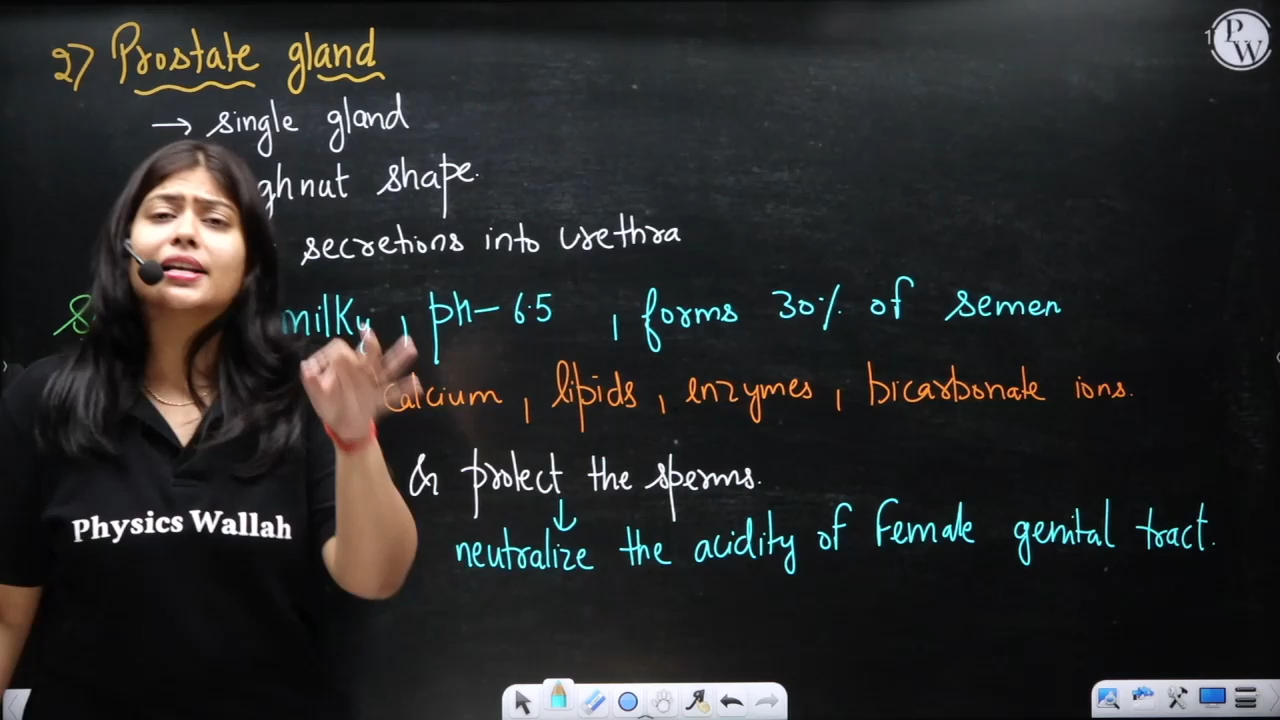 2) Prostate gland
PW
→ single gland
ghnut shape.
secretions into urethra
S milky, ph- 6.5 , forms 30% of semen
calcium, lipids, enzymes, bicarbonate ions.
& protect the sperms.
↓
neutralize the acidity of female genital tract.
Physics Wallah